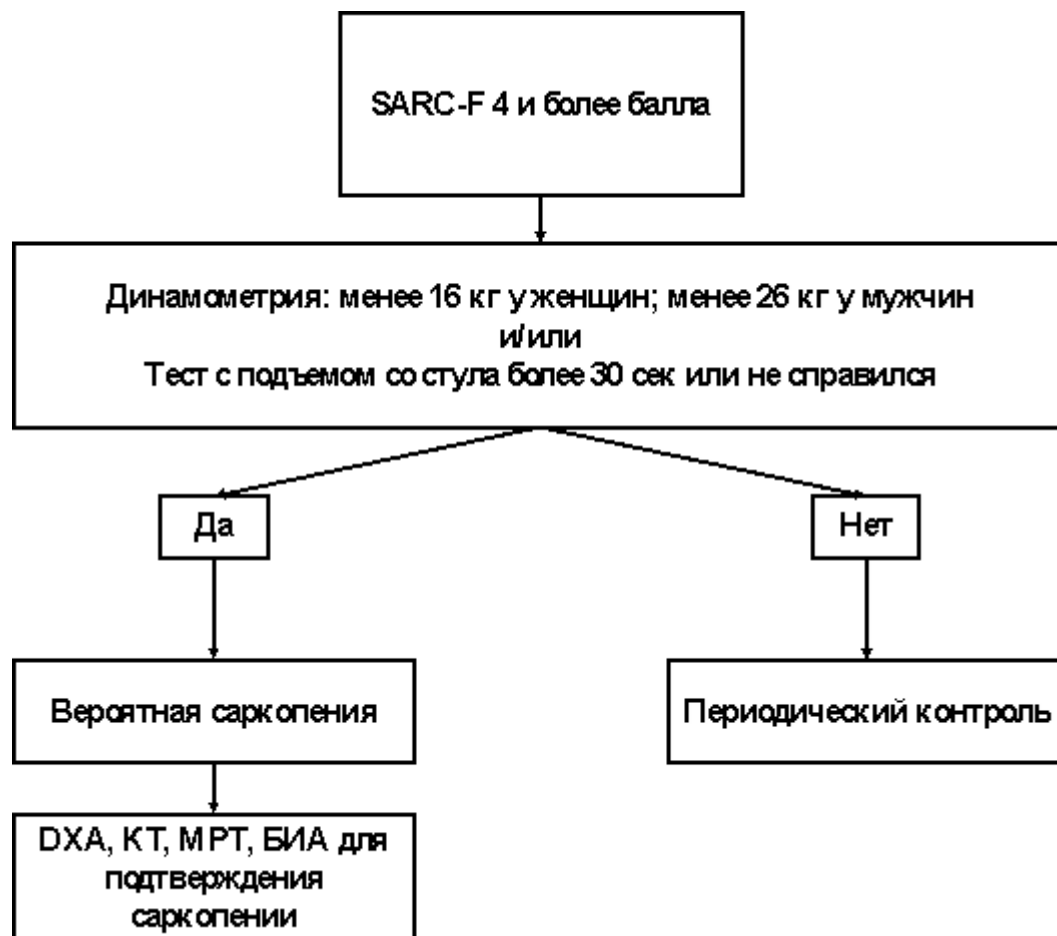 SARC-F 4 и более балла
Динамометрия: менее 16 кг у женщин; менее 26 кг у мужчин
и/или
Тест с подъемом со стула более 30 сек или не справился
Да
Нет
Вероятная саркопения
Периодический контроль
DXA, КТ, МРТ, БИА для
подтверждения
саркопении